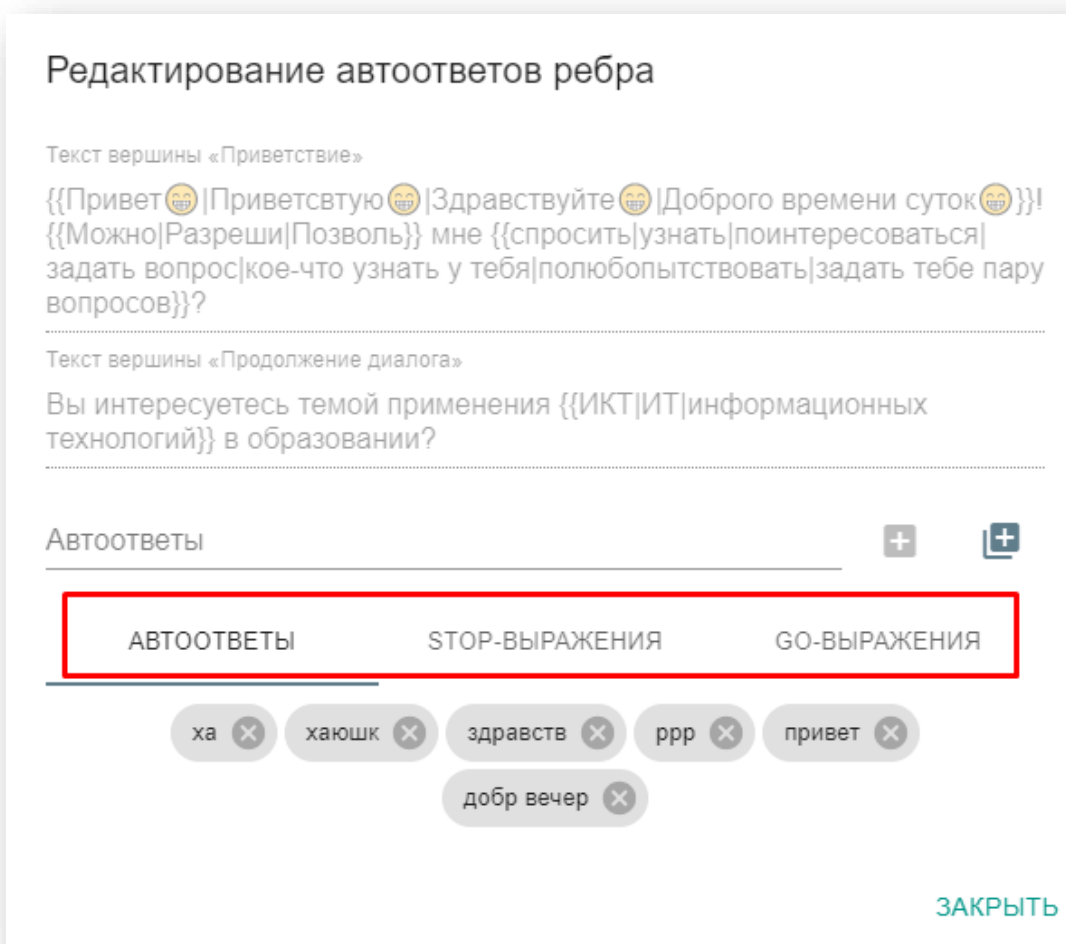 Редактирование автоответов ребра
Текст вершины «Приветствие»
{{Привет😁|Приветсвтую😁|Здравствуйте😁|Доброго времени суток😁}}!
{{Можно|Разреши|Позволь}} мне {{спросить|узнать|поинтересоваться|
задать вопрос|кое-что узнать у тебя|полюбопытствовать|задать тебе пару
вопросов}}?
Текст вершины «Продолжение диалога»
Вы интересуетесь темой применения {{ИКТ|ИТ|информационных
технологий}} в образовании?
Автоответы
АВТООТВЕТЫ STOP-ВЫРАЖЕНИЯ GO-ВЫРАЖЕНИЯ
ха хаюшк здравств ррр привет
добр вечер
ЗАКРЫТЬ